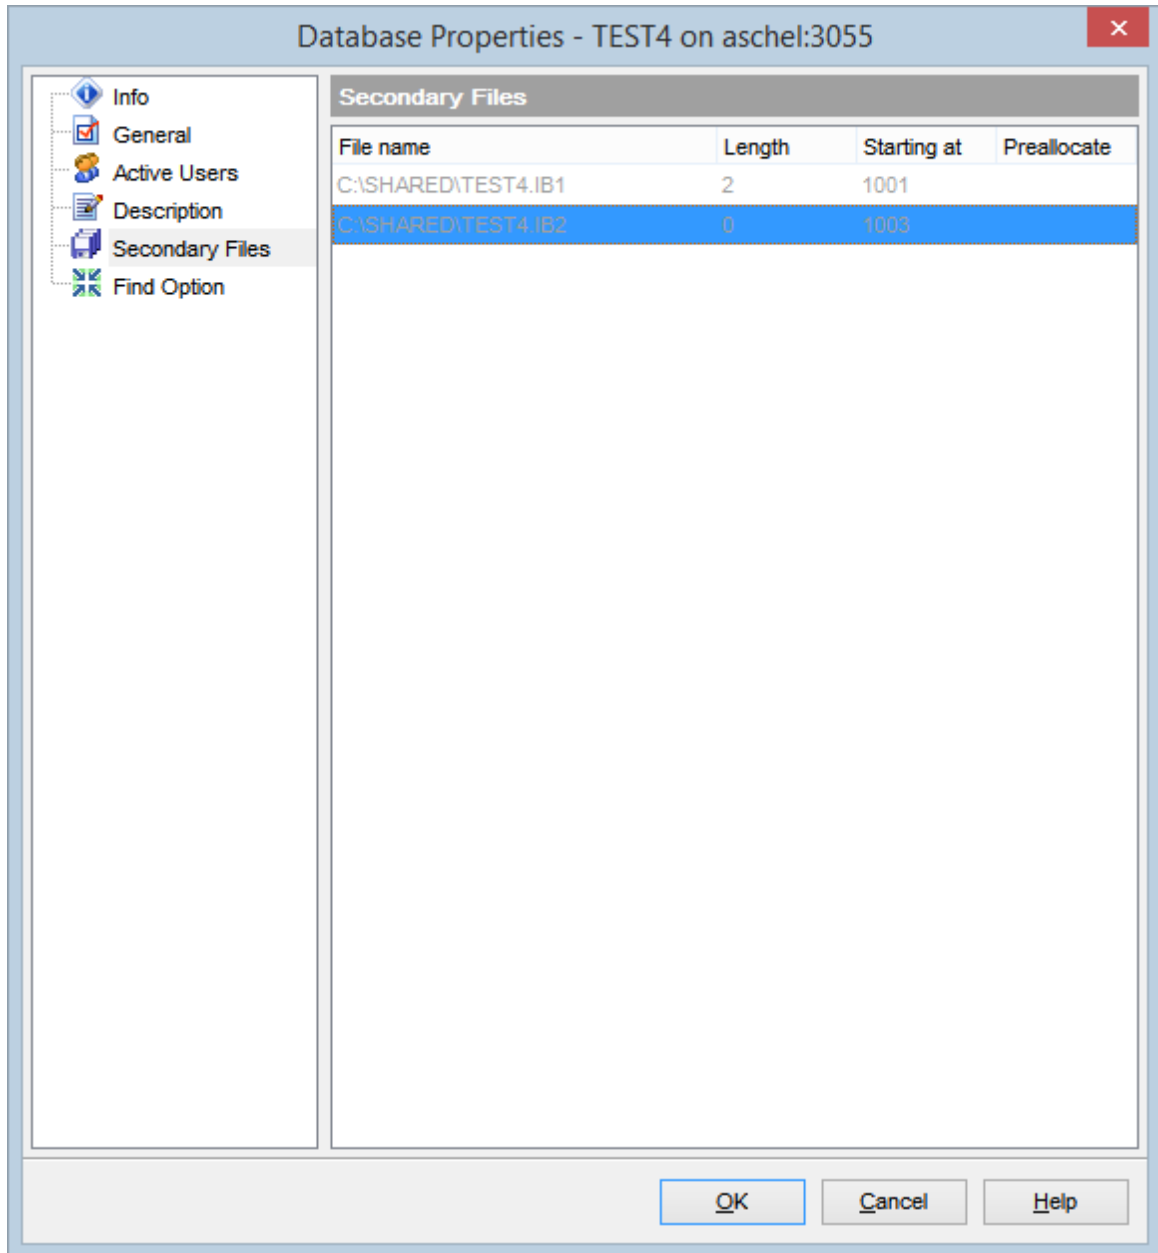 Database Properties - TEST4 on aschel:3055
Info
General
Active Users
Description
Secondary Files
Find Option
Secondary Files
File name Length Starting at Preallocate
C:\SHARED\TEST4.IB1 2 1001
C:\SHARED\TEST4.IB2 0 1003
OK Cancel Help